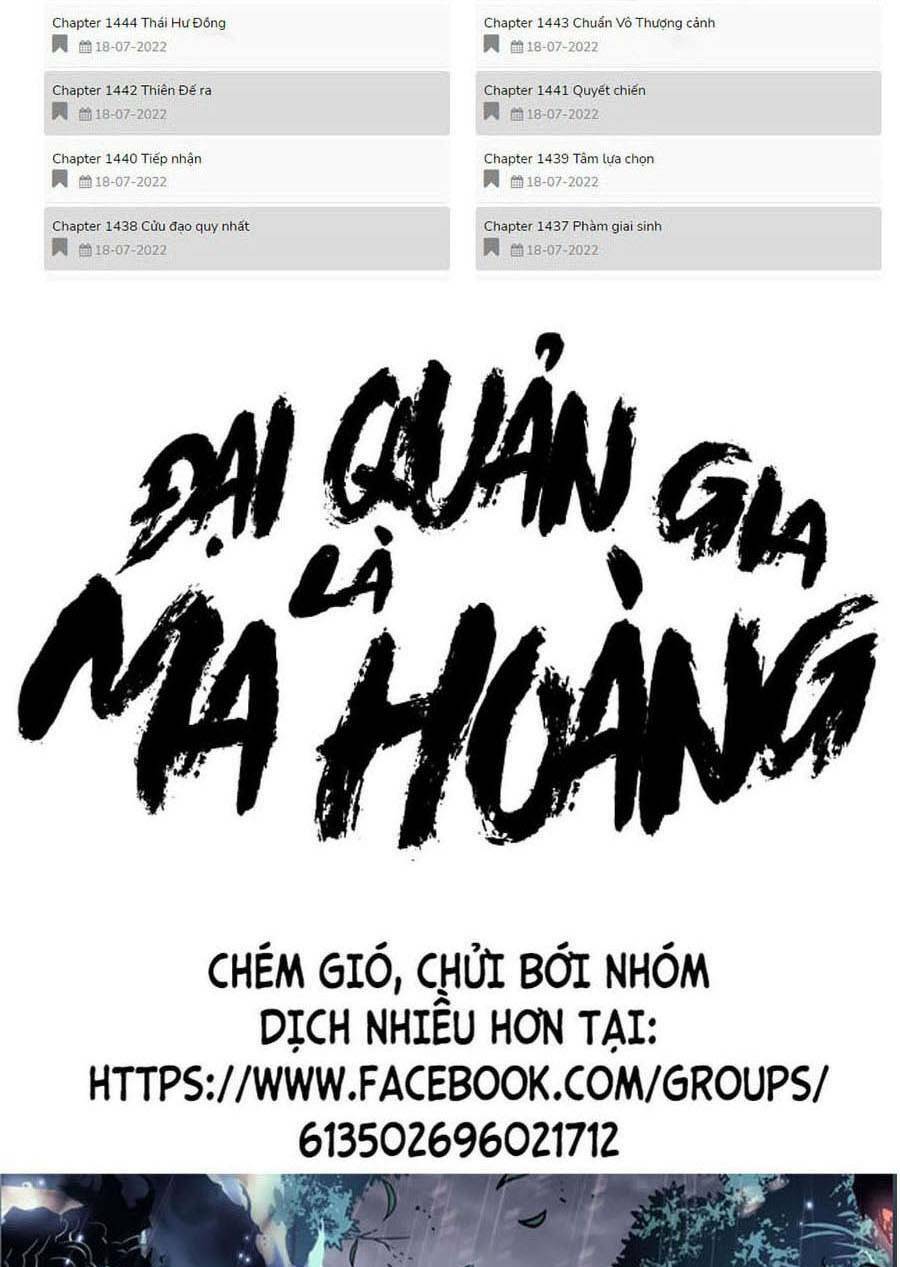 Chapter 1444 Thái Hư Đồng
18-07-2022
Chapter 1443 Chuẩn Vô Thượng cảnh
18-07-2022
Chapter 1442 Thiên Đế ra
18-07-2022
Chapter 1441 Quyết chiến
18-07-2022
Chapter 1440 Tiếp nhận
18-07-2022
Chapter 1439 Tâm lựa chọn
18-07-2022
Chapter 1438 Cửu đạo quy nhất
18-07-2022
Chapter 1437 Phàm giai sinh
18-07-2022
ĐẠI QUẢN GIA
LÀ
MA HOÀNG
CHÉM GIÓ, CHỬI BỚI NHÓM
DỊCH NHIỀU HƠN TẠI:
HTTPS://WWW.FACEBOOK.COM/GROUPS/
613502696021712